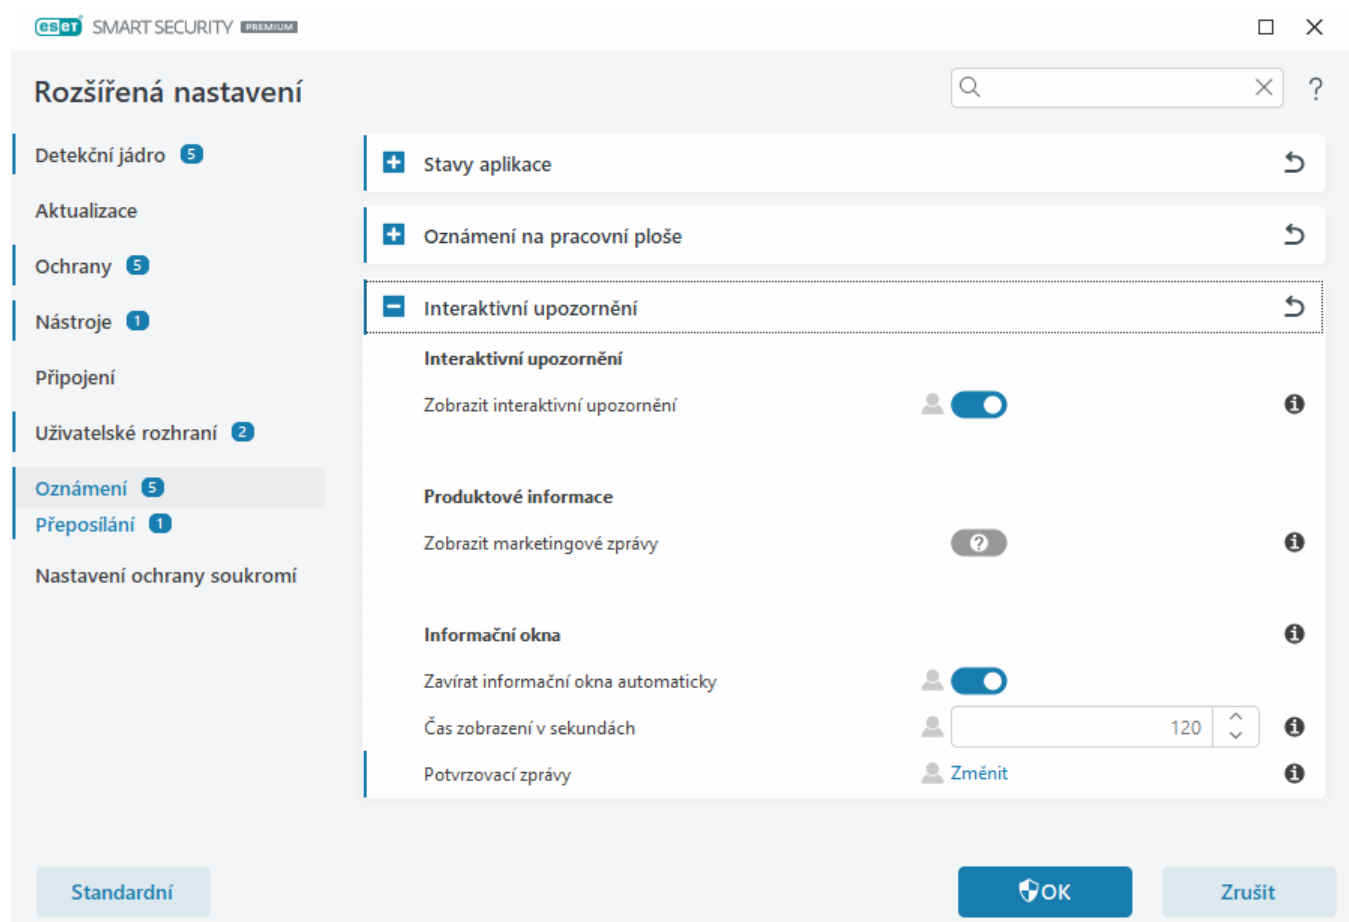 eset SMART SECURITY PREMIUM
Rozšířená nastavení
?
Detekční jádro 5
Aktualizace
Ochrany 5
Nástroje 1
Připojení
Uživatelské rozhraní 2
Oznámení 5
Přeposílání 1
Nastavení ochrany soukromí
Stavy aplikace
Oznámení na pracovní ploše
Interaktivní upozornění
Interaktivní upozornění
Zobrazit interaktivní upozornění
Produktové informace
Zobrazit marketingové zprávy ?
Informační okna
Zavírat informační okna automaticky
Čas zobrazení v sekundách 120
Potvrzovací zprávy Změnit
Standardní
OK
Zrušit